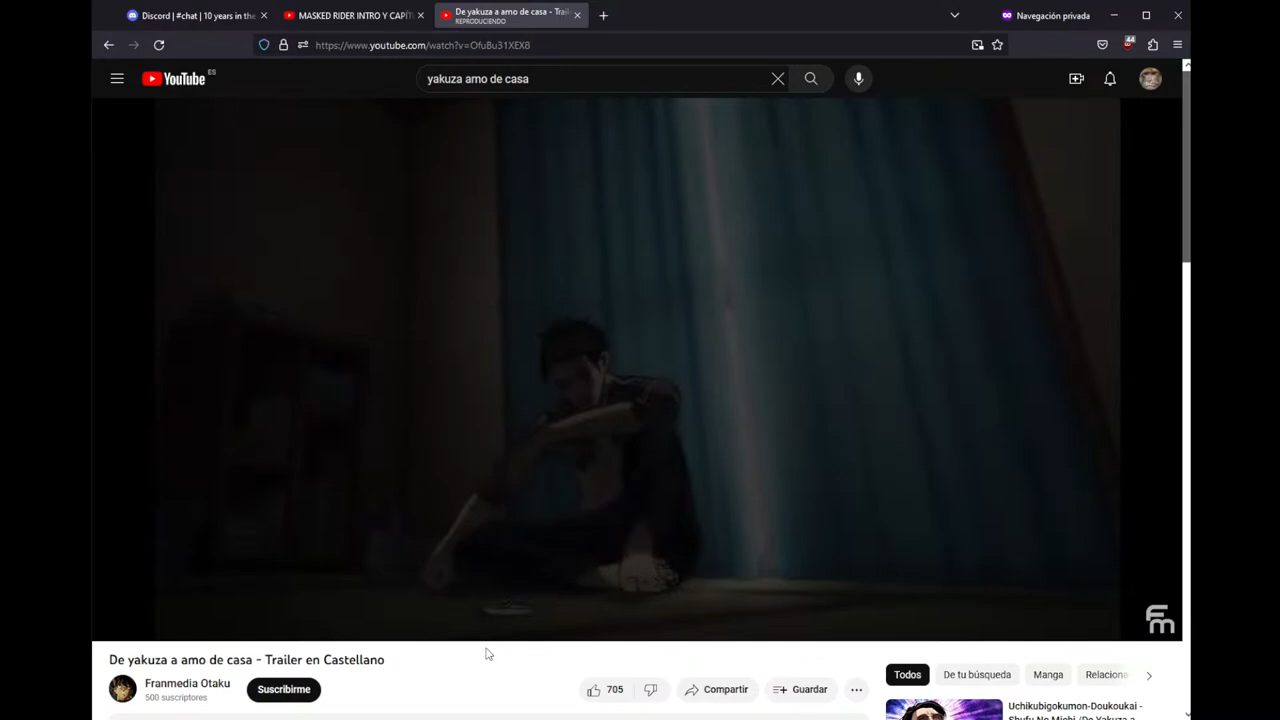 Discord | #chat | 10 years in the
MASKED RIDER INTRO Y CAPÍT
De yakuza a amo de casa - Trail
REPRODUCIENDO
Navegación privada
https://www.youtube.com/watch?v=OfuBu31XEX8
44
YouTube ES
yakuza amo de casa
Fm
De yakuza a amo de casa - Trailer en Castellano
Franmedia Otaku
500 suscriptores
Suscribirme
705
Compartir
Guardar
Todos
De tu búsqueda
Manga
Relaciona
Uchikubigokumon-Doukoukai -
Shufu No Michi /De Yakuza a